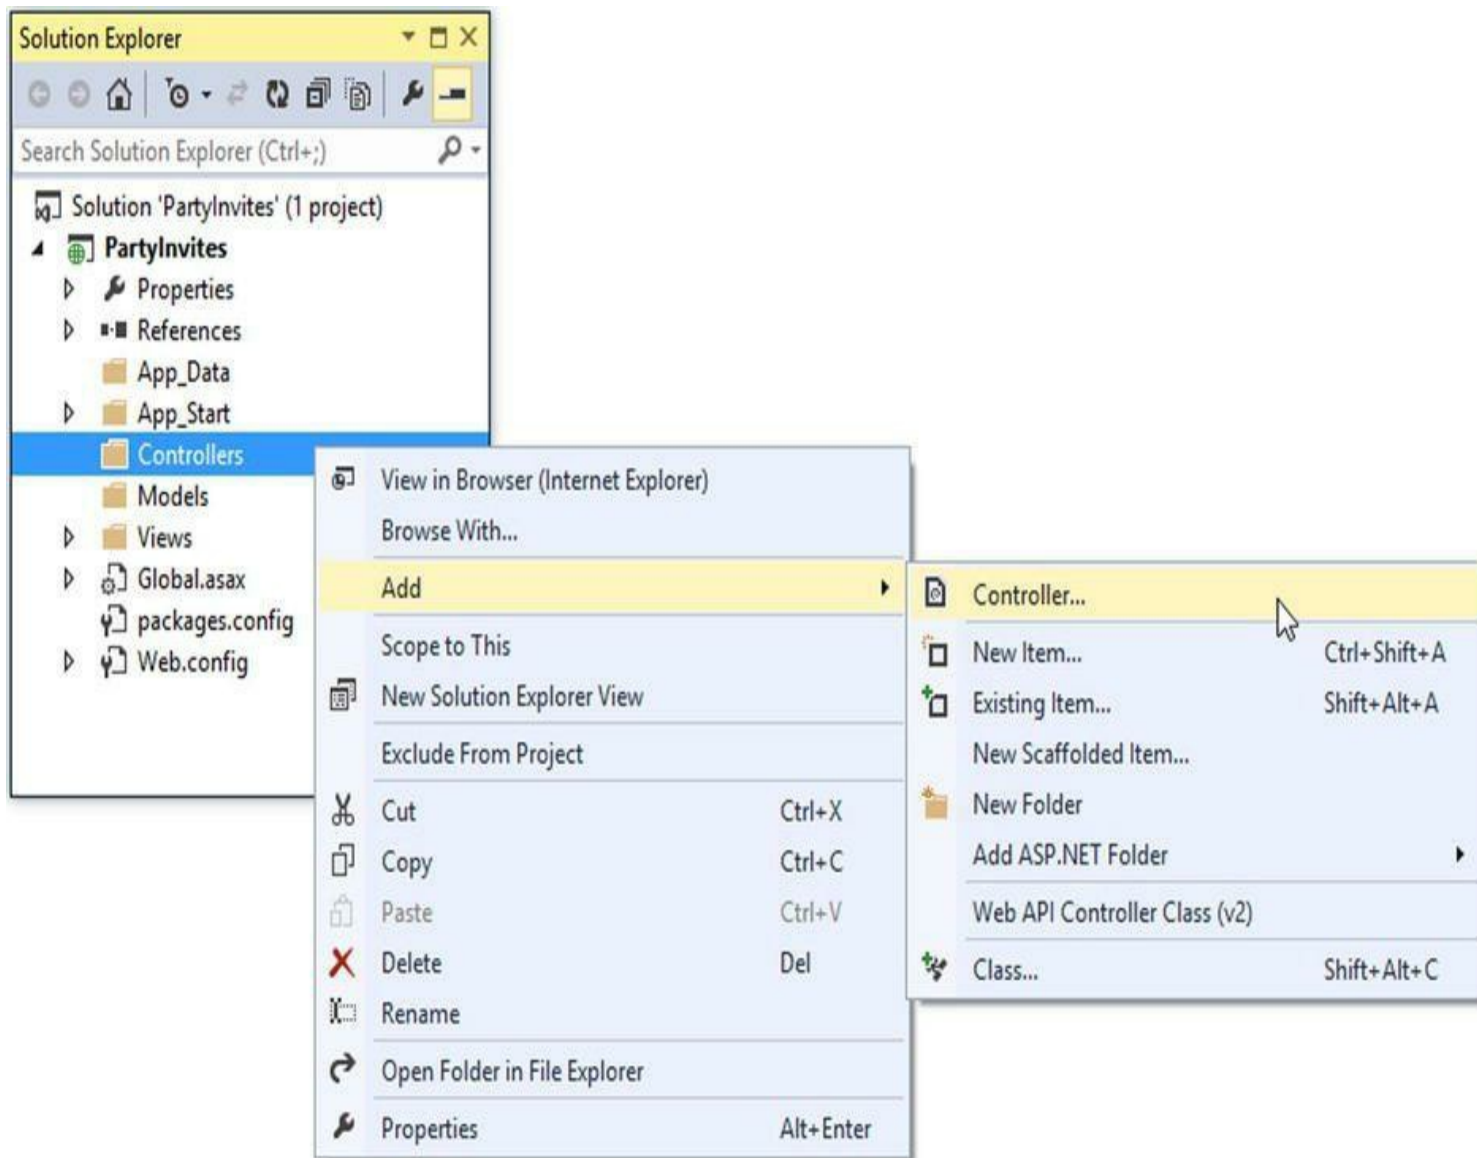 Solution Explorer
Search Solution Explorer (Ctrl+;)
Solution 'PartyInvites' (1 project)
PartyInvites
Properties
References
App_Data
App_Start
Controllers
Models
Views
Global.asax
packages.config
Web.config
View in Browser (Internet Explorer)
Browse With...
Add
Scope to This
New Solution Explorer View
Exclude From Project
Cut Ctrl+X
Copy Ctrl+C
Paste Ctrl+V
Delete Del
Rename
Open Folder in File Explorer
Properties Alt+Enter
Controller...
New Item... Ctrl+Shift+A
Existing Item... Shift+Alt+A
New Scaffolded Item...
New Folder
Add ASP.NET Folder
Web API Controller Class (v2)
Class... Shift+Alt+C